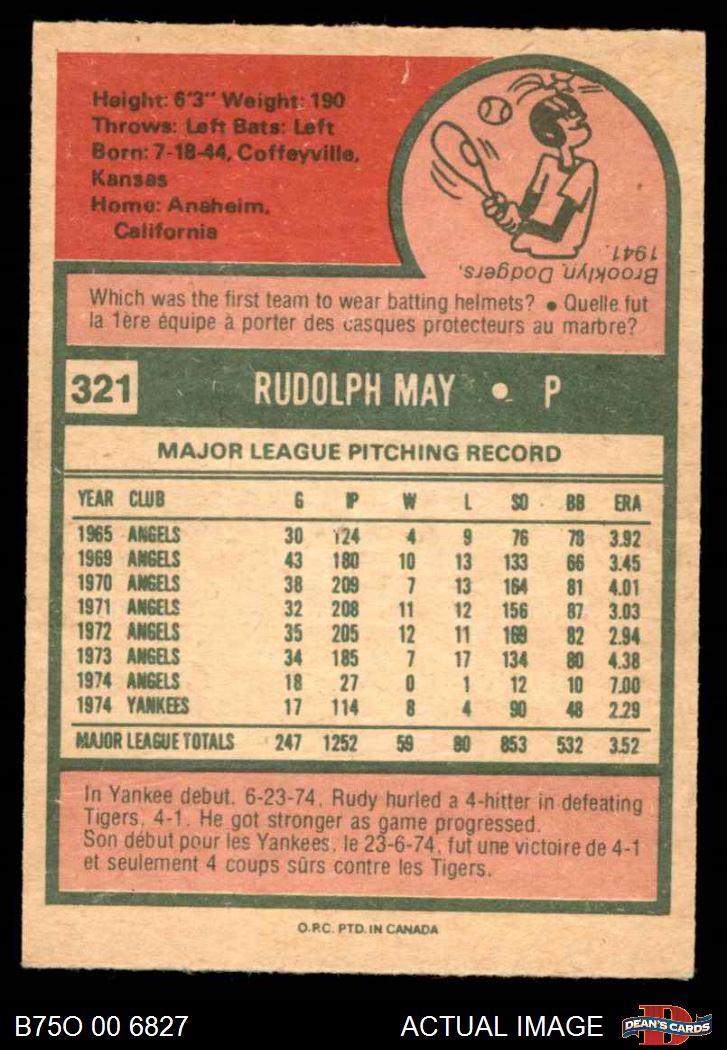 Height: 6'3" Weight: 190
Throws: Left Bats: Left
Born: 7-18-44, Coffeyville,
Kansas
Home: Anaheim,
California
Brooklyn, Dodgers,
1941.
Which was the first team to wear batting helmets? • Quelle fut
la 1ère équipe à porter des casques protecteurs au marbre?
321 RUDOLPH MAY • P
MAJOR LEAGUE PITCHING RECORD
YEAR CLUB G IP W L SO BB ERA
1965 ANGELS 30 124 4 9 76 78 3.92
1969 ANGELS 43 180 10 13 133 66 3.45
1970 ANGELS 38 209 7 13 164 81 4.01
1971 ANGELS 32 208 11 12 156 87 3.03
1972 ANGELS 35 205 12 11 169 82 2.94
1973 ANGELS 34 185 7 17 134 80 4.38
1974 ANGELS 18 27 0 1 12 10 7.00
1974 YANKEES 17 114 8 4 90 48 2.29
MAJOR LEAGUE TOTALS 247 1252 59 80 853 532 3.52
In Yankee debut, 6-23-74, Rudy hurled a 4-hitter in defeating
Tigers, 4-1. He got stronger as game progressed.
Son début pour les Yankees, le 23-6-74, fut une victoire de 4-1
et seulement 4 coups sûrs contre les Tigers.
O.P.C. PTD. IN CANADA
B75O 00 6827 ACTUAL IMAGE
D
DEAN'S CARDS